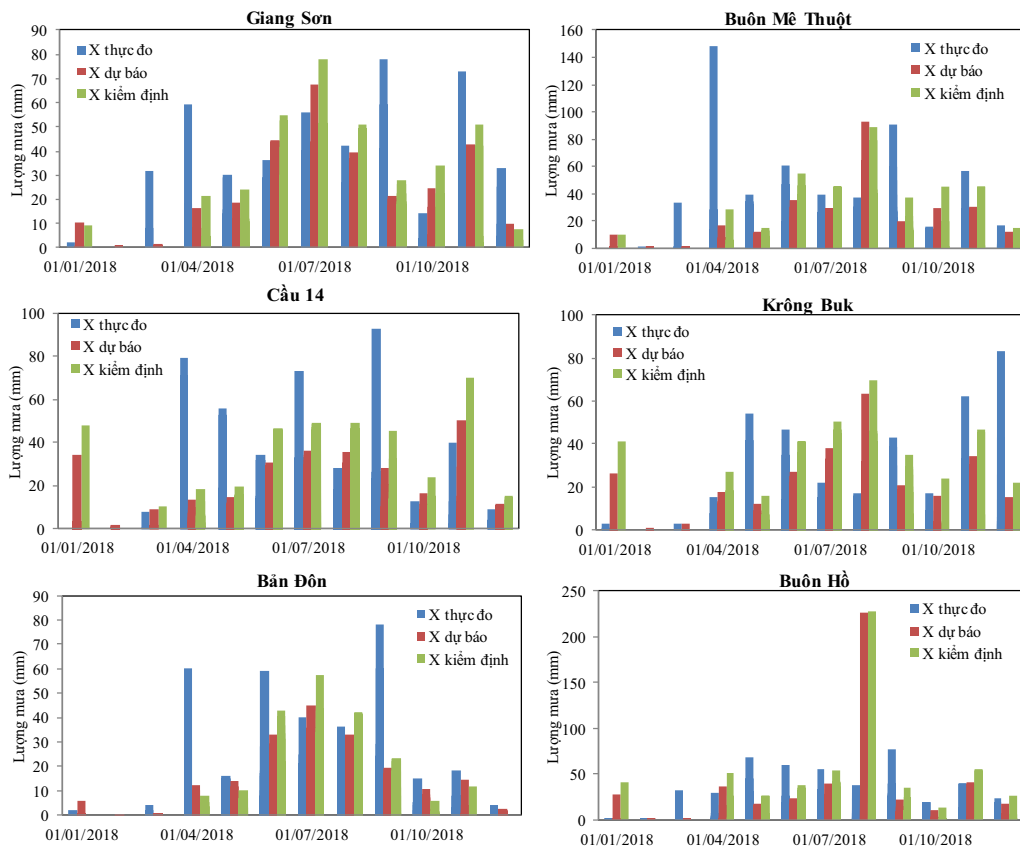 Giang Sơn
Lượng mưa (mm)
90
80
70
60
50
40
30
20
10
0
X thực đo
X dự báo
X kiểm định
01/01/2018 01/04/2018 01/07/2018 01/10/2018
Buôn Mê Thuột
Lượng mưa (mm)
160
140
120
100
80
60
40
20
0
X thực đo
X dự báo
X kiểm định
01/01/2018 01/04/2018 01/07/2018 01/10/2018
Cầu 14
Lượng mưa (mm)
100
80
60
40
20
0
X thực đo
X dự báo
X kiểm định
01/01/2018 01/04/2018 01/07/2018 01/10/2018
Krông Buk
Lượng mưa (mm)
100
80
60
40
20
0
X thực đo
X dự báo
X kiểm định
01/01/2018 01/04/2018 01/07/2018 01/10/2018
Bản Đôn
Lượng mưa (mm)
90
80
70
60
50
40
30
20
10
0
X thực đo
X dự báo
X kiểm định
01/01/2018 01/04/2018 01/07/2018 01/10/2018
Buôn Hồ
Lượng mưa (mm)
250
200
150
100
50
0
X thực đo
X dự báo
X kiểm định
01/01/2018 01/04/2018 01/07/2018 01/10/2018